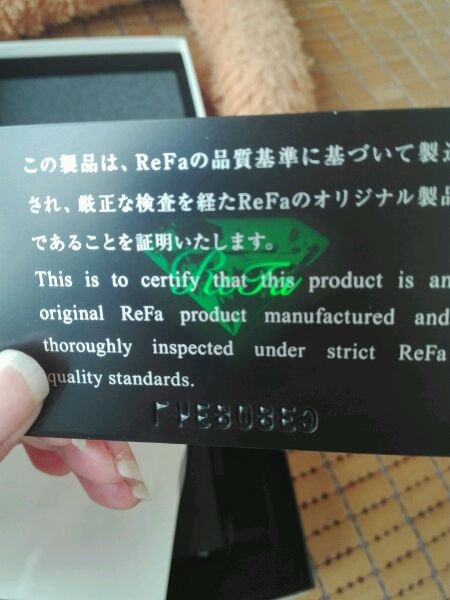 この製品は、ReFaの品質基準に基づいて製造
され、厳正な検査を経たReFaのオリジナル製品
であることを証明いたします。
ReFa
This is to certify that this product is an
original ReFa product manufactured and
thoroughly inspected under strict ReFa
quality standards.